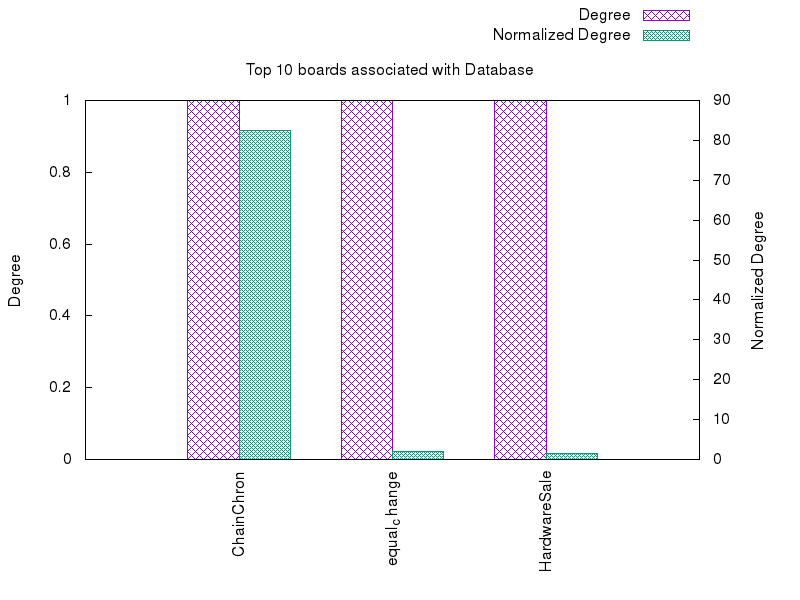 Degree
Normalized Degree
Top 10 boards associated with Database
1
0.8
0.6
0.4
0.2
0
90
80
70
60
50
40
30
20
10
0
Degree
Normalized Degree
ChainChron
equal_change
HardwareSale